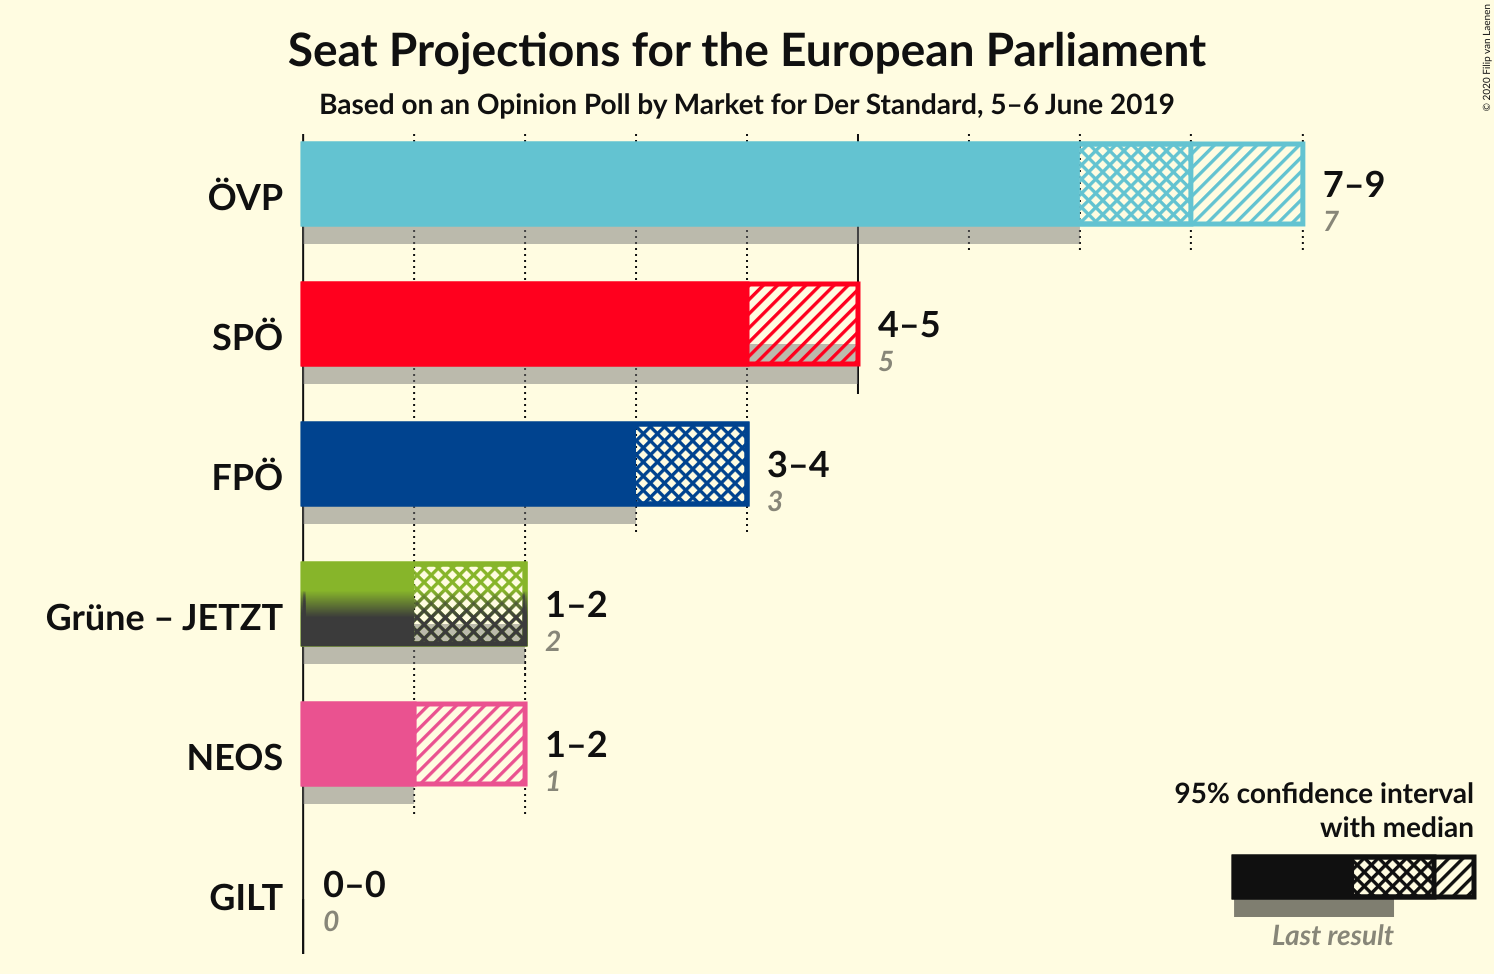 Seat Projections for the European Parliament
Based on an Opinion Poll by Market for Der Standard, 5–6 June 2019
© 2020 Filip van Laenen
ÖVP
7–9
7
SPÖ
4–5
5
FPÖ
3–4
3
Grüne – JETZT
1–2
2
NEOS
1–2
1
GILT
0–0
0
95% confidence interval
with median
Last result